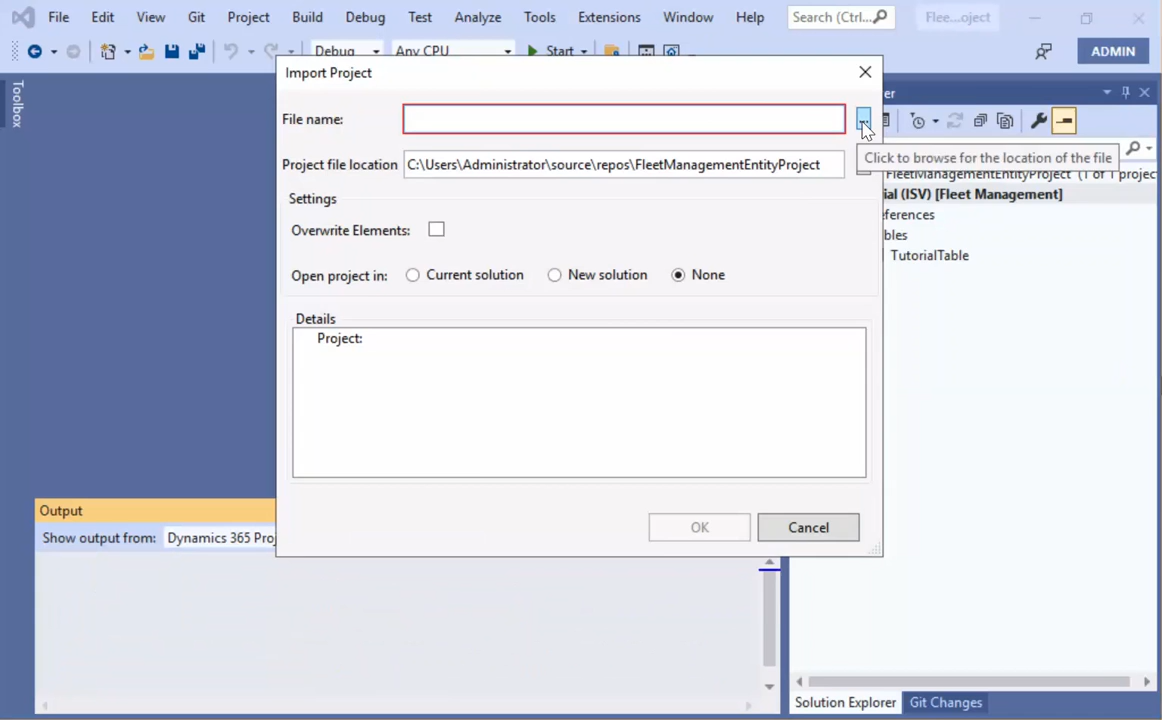 File Edit View Git Project Build Debug Test Analyze Tools Extensions Window Help Search (Ctrl... Flee...oject
Debug Any CPU Start ADMIN
Toolbox
Import Project
File name:
Click to browse for the location of the file
Project file location C:\Users\Administrator\source\repos\FleetManagementEntityProject
Settings
Overwrite Elements:
Open project in: Current solution New solution None
Details
Project:
OK Cancel
er
FleetManagementEntityProject' (1 of 1 project
ial (ISV) [Fleet Management]
eferences
bles
TutorialTable
Output
Show output from: Dynamics 365 Proj
Solution Explorer Git Changes